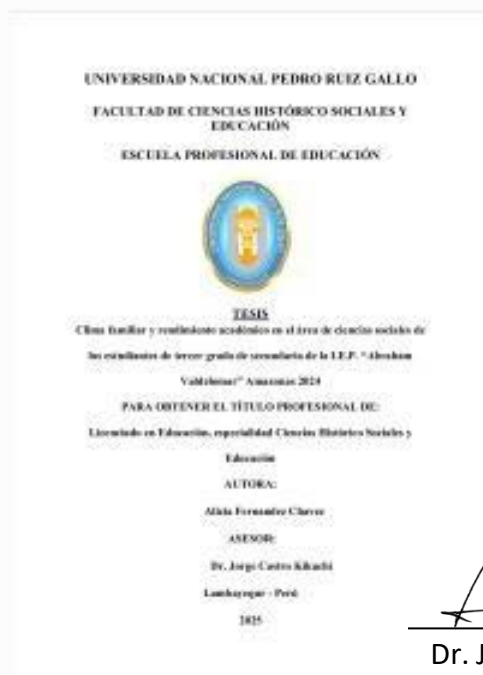 UNIVERSIDAD NACIONAL PEDRO RUIZ GALLO
FACULTAD DE CIENCIAS HISTÓRICO SOCIALES Y
EDUCACIÓN
ESCUELA PROFESIONAL DE EDUCACIÓN
TESIS
Clima familiar y rendimiento académico en el área de ciencias sociales de
los estudiantes de tercer grado de secundaria de la I.E.P. "Abraham
Valdelomar" Amazonas 2024
PARA OBTENER EL TÍTULO PROFESIONAL DE:
Licenciado en Educación, especialidad Ciencias Histórico Sociales y
Educación
AUTORA:
Alicia Fernandez Chavez
ASESOR:
Dr. Jorge Castro Kikuchi
Lambayeque - Perú
2025
Dr. J